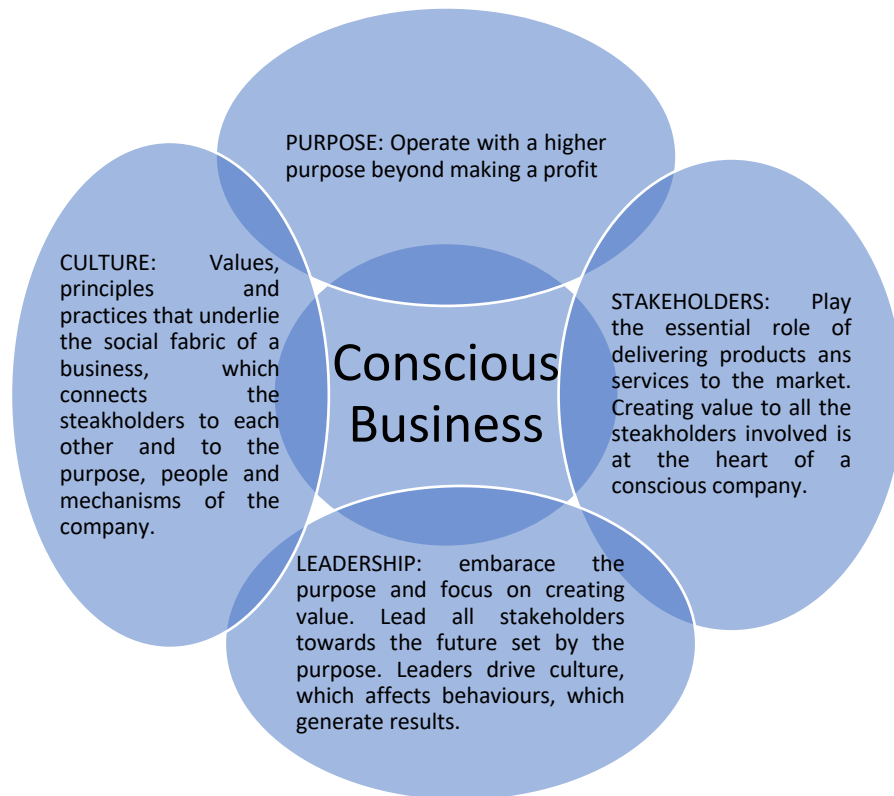 PURPOSE: Operate with a higher
purpose beyond making a profit
CULTURE: Values,
principles and
practices that underlie
the social fabric of a
business, which
connects the
steakholders to each
other and to the
purpose, people and
mechanisms of the
company.
Conscious
Business
STAKEHOLDERS: Play
the essential role of
delivering products ans
services to the market.
Creating value to all the
steakholders involved is
at the heart of a
conscious company.
LEADERSHIP: embarace the
purpose and focus on creating
value. Lead all stakeholders
towards the future set by the
purpose. Leaders drive culture,
which affects behaviours, which
generate results.